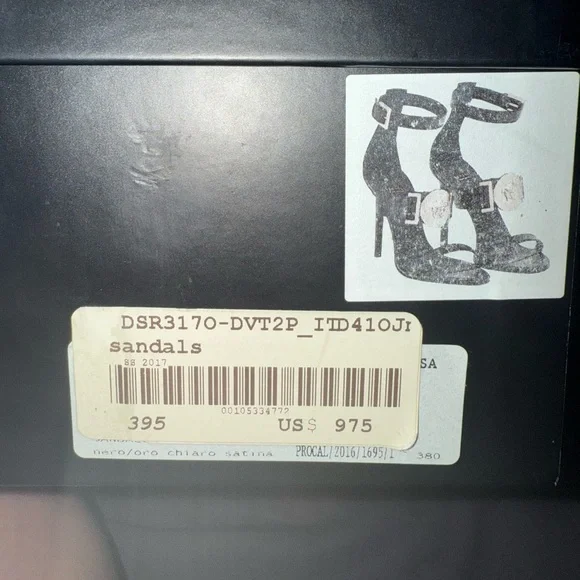 DSR3170-DVT2P_ITD410J
sandals
SS 2017
SA
00105334772
395 US$ 975
nero/oro chiaro satina PROCAL/2016/1695/1 380